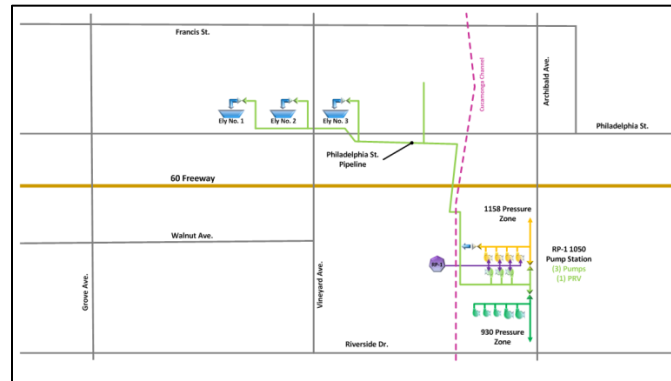 Francis St.
Cucamonga Channel
Archibald Ave.
Ely No. 1
Ely No. 2
Ely No. 3
Philadelphia St.
Philadelphia St.
Pipeline
60 Freeway
1158 Pressure
Zone
Walnut Ave.
RP-1 1050
Pump Station
(3) Pumps
(1) PRV
RP-1
Grove Ave.
Vineyard Ave.
930 Pressure
Zone
Riverside Dr.